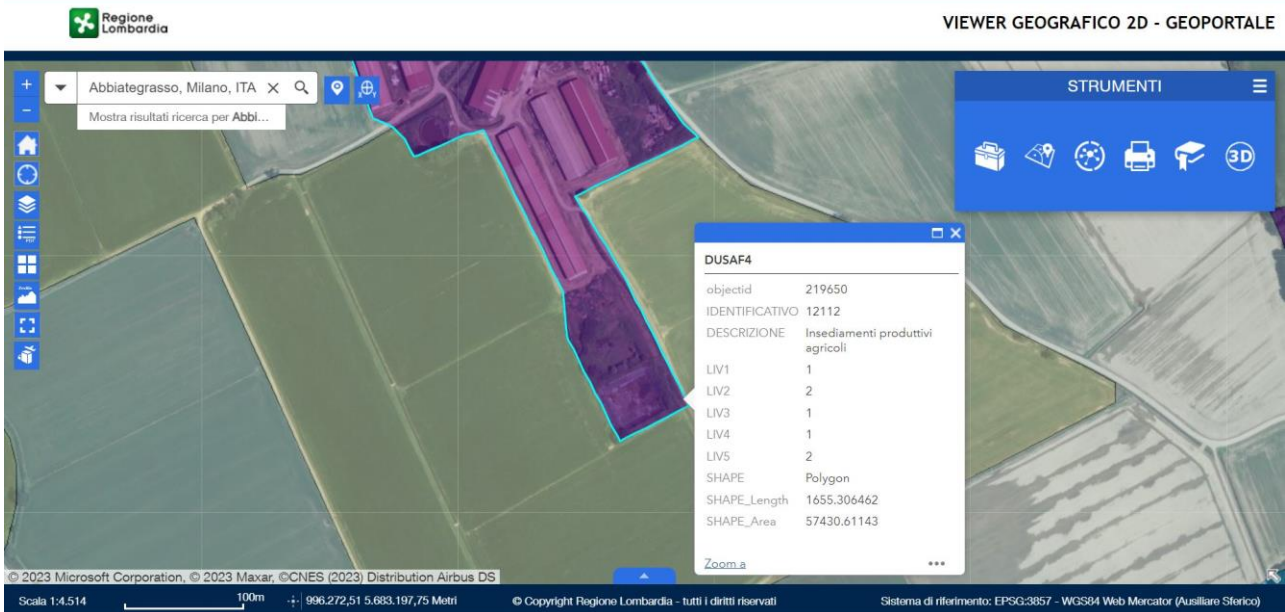 Regione
Lombardia
VIEWER GEOGRAFICO 2D - GEOPORTALE
Abbiategrasso, Milano, ITA
Mostra risultati ricerca per Abbi...
STRUMENTI
3D
DUSAF4
objectid 219650
IDENTIFICATIVO 12112
DESCRIZIONE Insediamenti produttivi
agricoli
LIV1 1
LIV2 2
LIV3 1
LIV4 1
LIV5 2
SHAPE Polygon
SHAPE_Length 1655.306462
SHAPE_Area 57430.61143
Zoom a
© 2023 Microsoft Corporation, © 2023 Maxar, ©CNES (2023) Distribution Airbus DS
Scala 1:4.514 100m 996.272,51 5.683.197,75 Metri © Copyright Regione Lombardia - tutti i diritti riservati Sistema di riferimento: EPSG:3857 - WGS84 Web Mercator (Ausiliare Sferico)